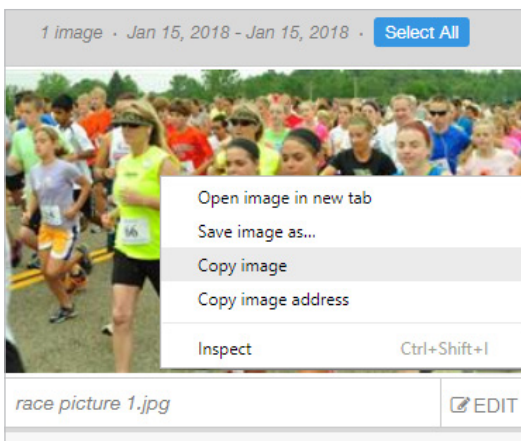 1 image · Jan 15, 2018 - Jan 15, 2018 · Select All
66
Open image in new tab
Save image as...
Copy image
Copy image address
Inspect Ctrl+Shift+I
race picture 1.jpg EDIT